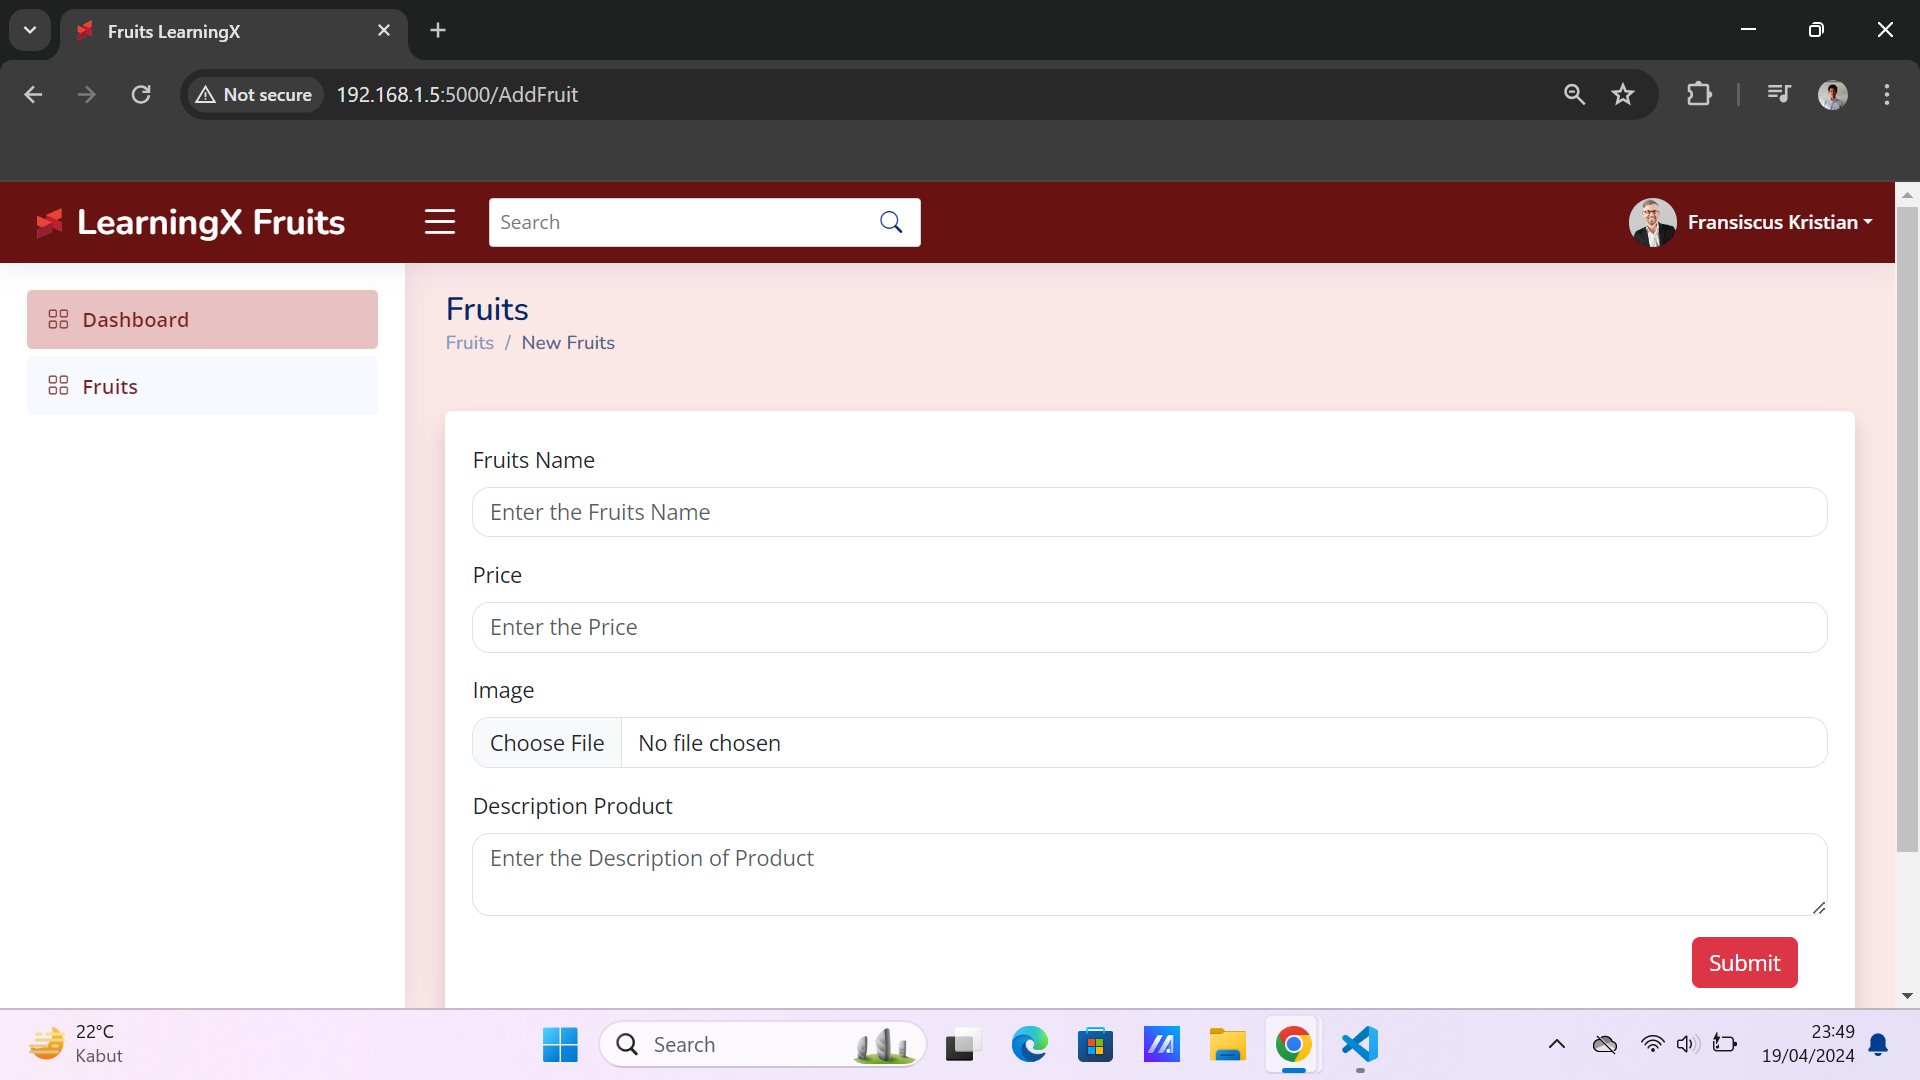 Fruits LearningX
Not secure 192.168.1.5:5000/AddFruit
LearningX Fruits
Search
Fransiscus Kristian
Dashboard
Fruits
Fruits
Fruits / New Fruits
Fruits Name
Enter the Fruits Name
Price
Enter the Price
Image
Choose File No file chosen
Description Product
Enter the Description of Product
Submit
22°C
Kabut
Search
23:49
19/04/2024